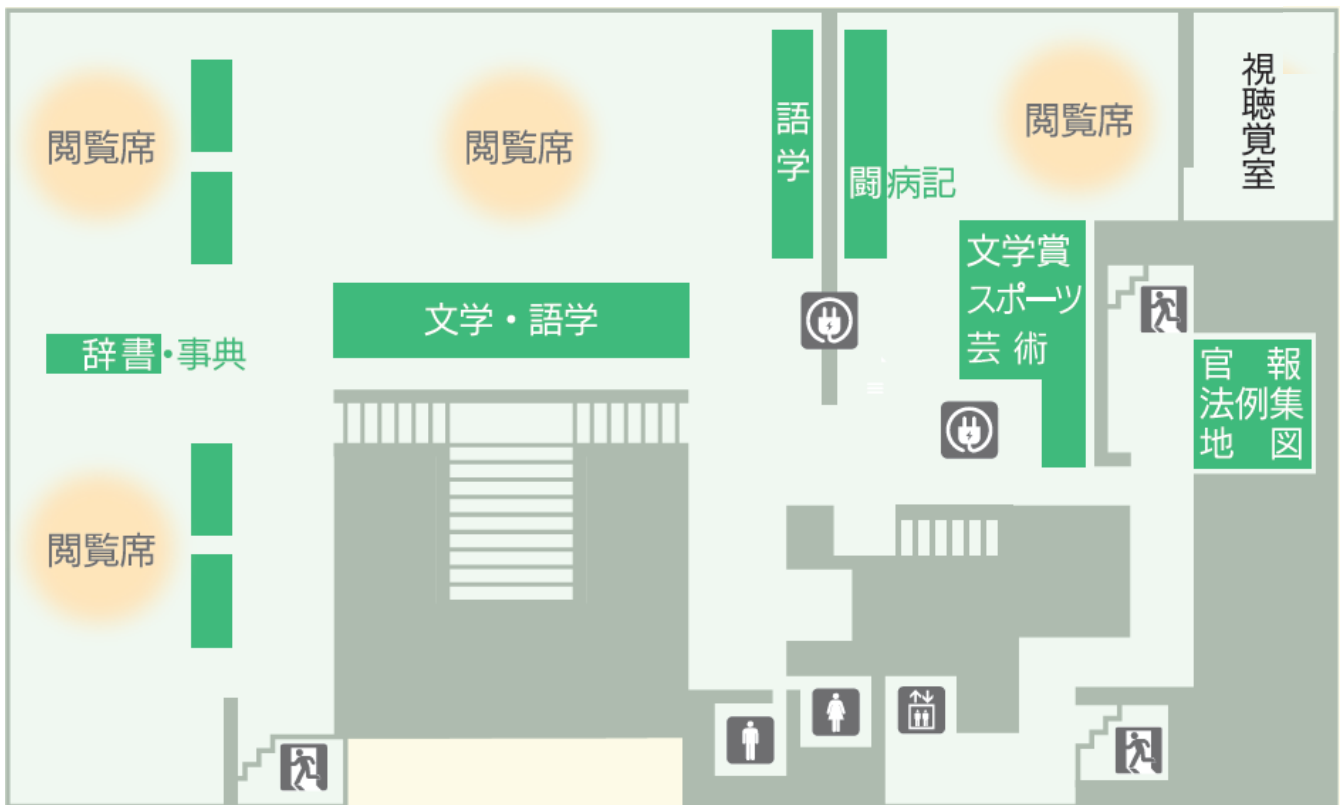 閲覧席
閲覧席
語学
闘病記
閲覧席
視聴覚室
文学賞
スポーツ
芸術
文学・語学
辞書・事典
官報
法例集
地図
閲覧席